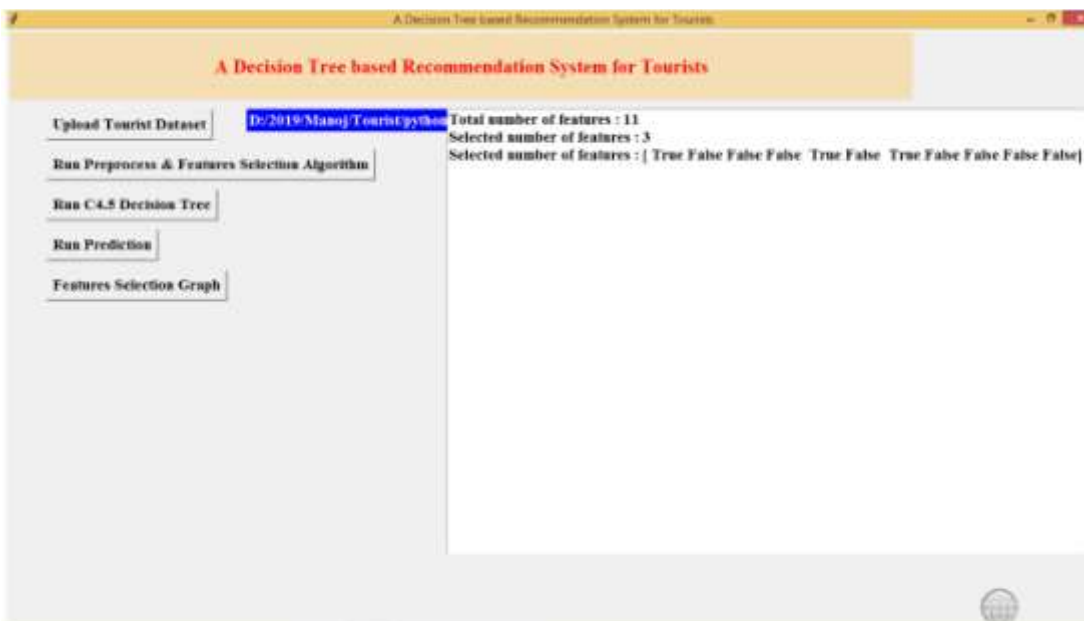 A Decision Tree based Recommendation System for Tourists
A Decision Tree based Recommendation System for Tourists
Upload Tourist Dataset
D:/2019/Manoj/Tourist/python
Total number of features : 11
Selected number of features : 3
Selected number of features : [ True False False False  True False  True False False False False]
Run Preprocess & Features Selection Algorithm
Run C4.5 Decision Tree
Run Prediction
Features Selection Graph